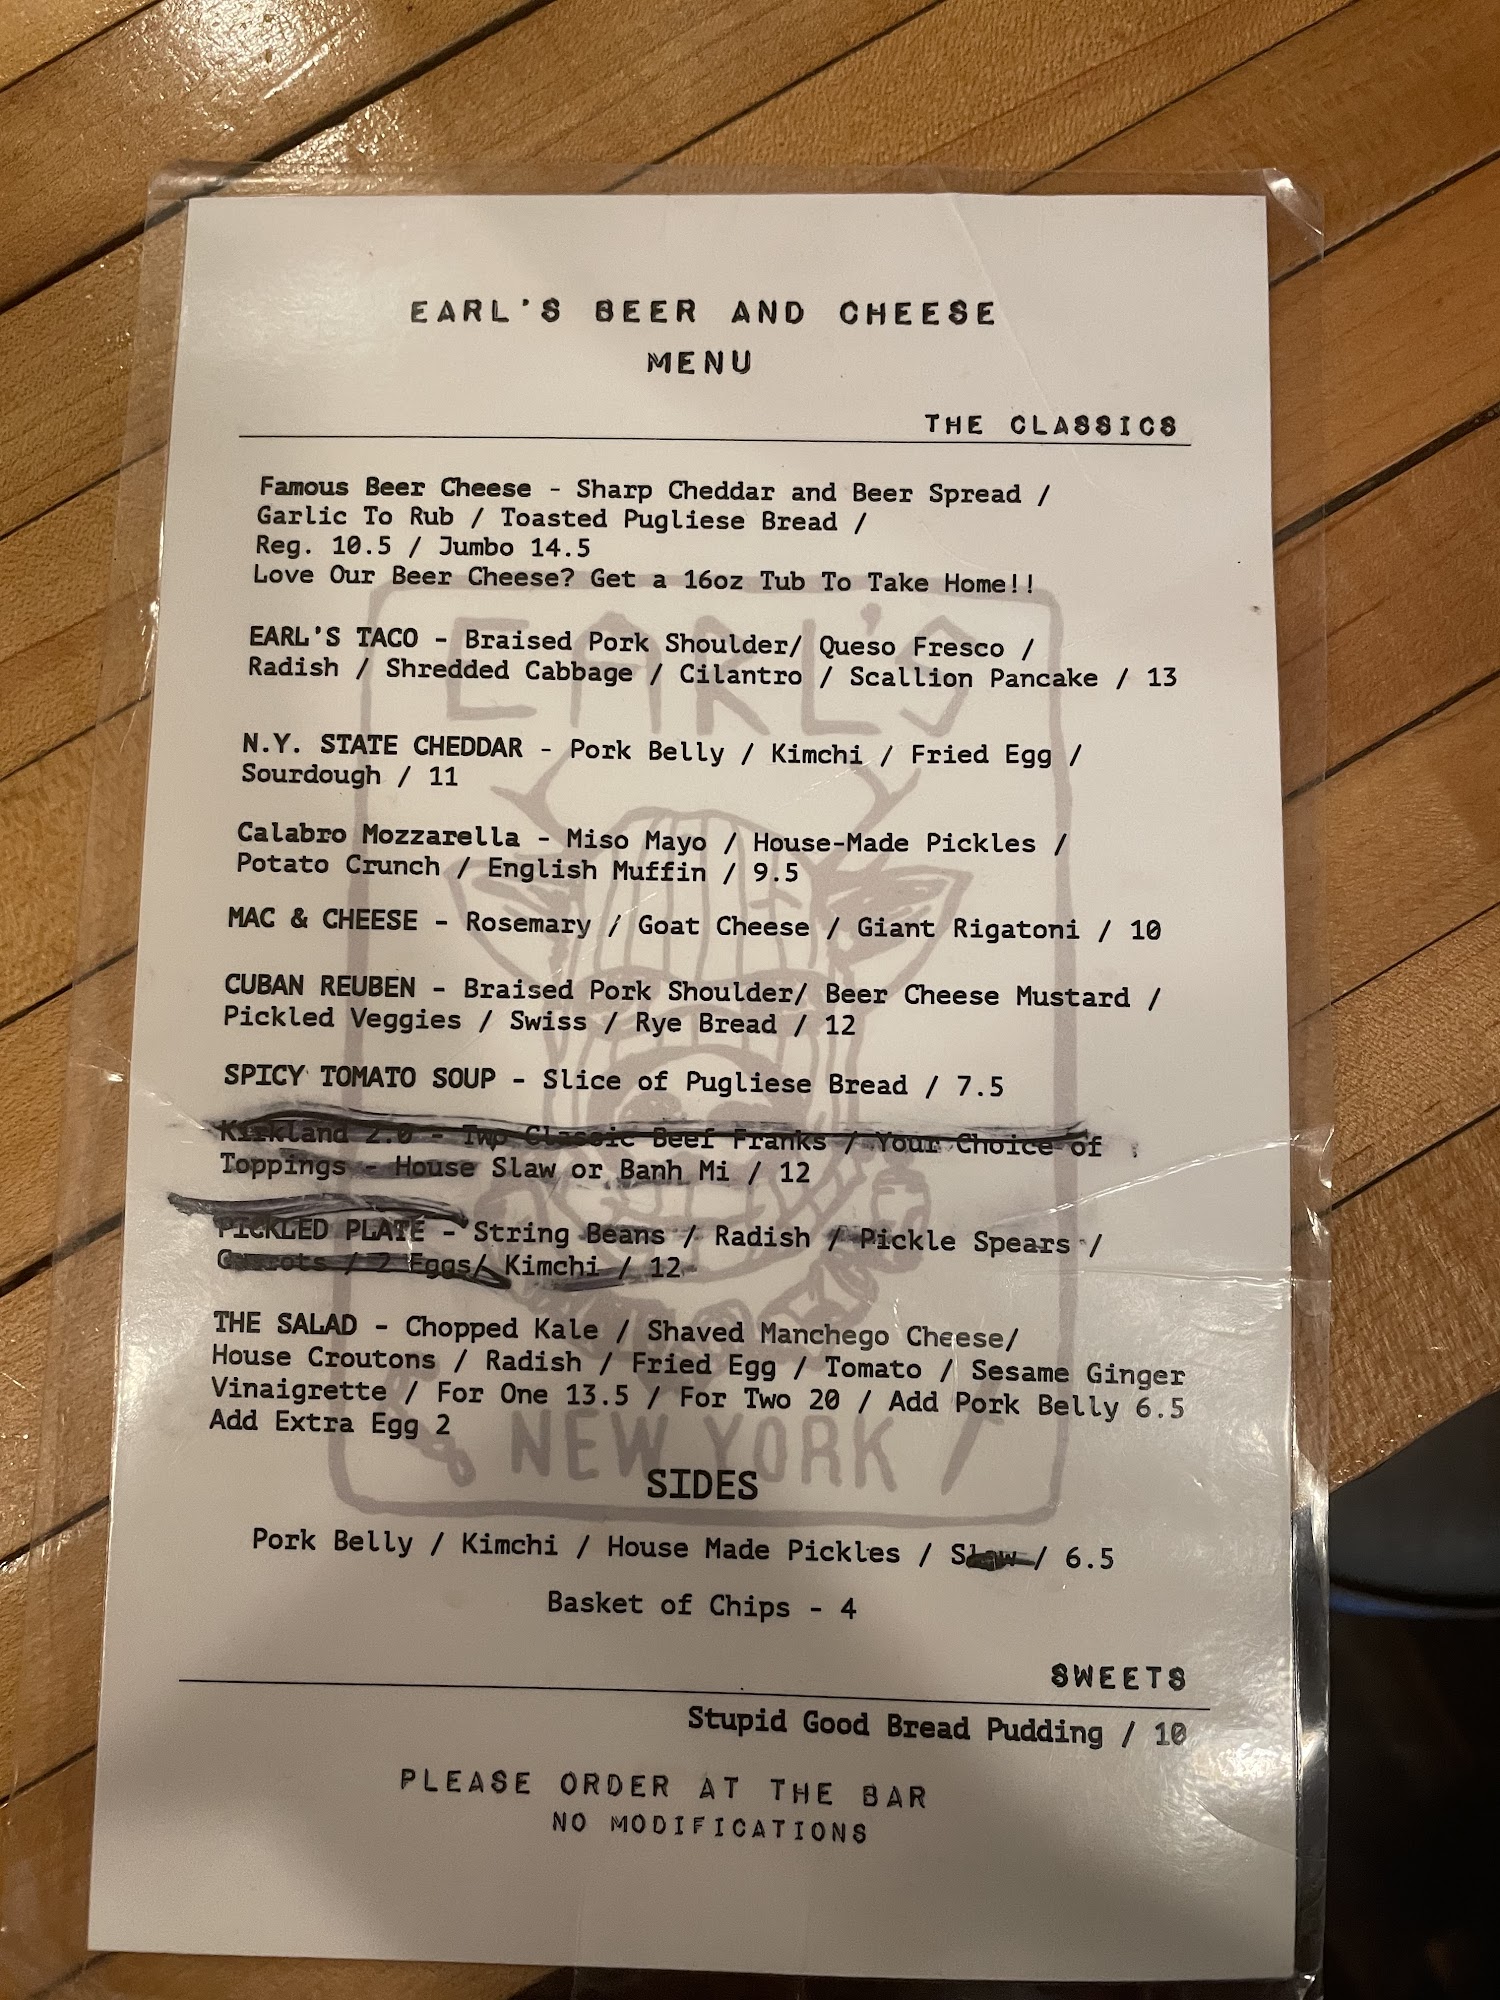 EARL'S BEER AND CHEESE
MENU
THE CLASSICS
Famous Beer Cheese - Sharp Cheddar and Beer Spread /
Garlic To Rub / Toasted Pugliese Bread /
Reg. 10.5 / Jumbo 14.5
Love Our Beer Cheese? Get a 16oz Tub To Take Home!!
EARL'S TACO - Braised Pork Shoulder/ Queso Fresco /
Radish / Shredded Cabbage / Cilantro / Scallion Pancake / 13
N.Y. STATE CHEDDAR - Pork Belly / Kimchi / Fried Egg /
Sourdough / 11
Calabro Mozzarella - Miso Mayo / House-Made Pickles /
Potato Crunch / English Muffin / 9.5
MAC & CHEESE - Rosemary / Goat Cheese / Giant Rigatoni / 10
CUBAN REUBEN - Braised Pork Shoulder/ Beer Cheese Mustard /
Pickled Veggies / Swiss / Rye Bread / 12
SPICY TOMATO SOUP - Slice of Pugliese Bread / 7.5
Kirkland 2.0 - Two Classic Beef Franks / Your Choice of
Toppings - House Slaw or Banh Mi / 12
PICKLED PLATE - String Beans / Radish / Pickle Spears /
Carrots / 2 Eggs/ Kimchi / 12
THE SALAD - Chopped Kale / Shaved Manchego Cheese/
House Croutons / Radish / Fried Egg / Tomato / Sesame Ginger
Vinaigrette / For One 13.5 / For Two 20 / Add Pork Belly 6.5
Add Extra Egg 2
EARL'S
NEW YORK
SIDES
Pork Belly / Kimchi / House Made Pickles / Slaw / 6.5
Basket of Chips - 4
SWEETS
Stupid Good Bread Pudding / 10
PLEASE ORDER AT THE BAR
NO MODIFICATIONS